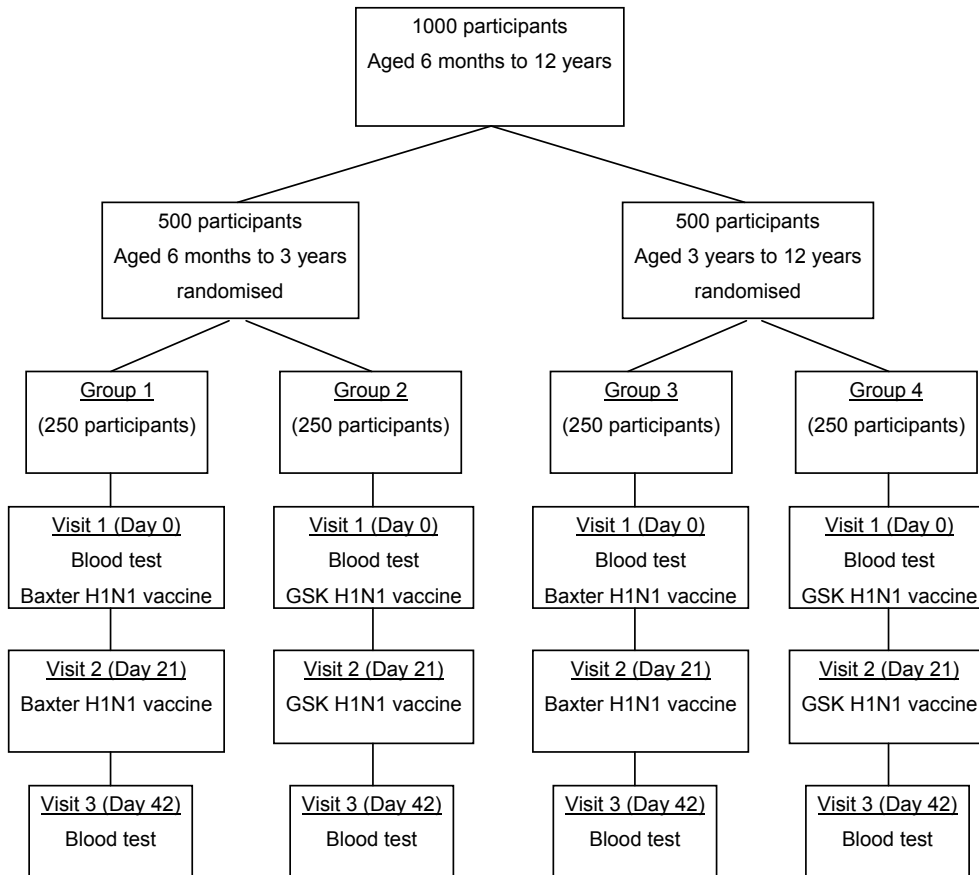 1000 participants
Aged 6 months to 12 years
500 participants
Aged 6 months to 3 years
randomised
500 participants
Aged 3 years to 12 years
randomised
Group 1
(250 participants)
Group 2
(250 participants)
Group 3
(250 participants)
Group 4
(250 participants)
Visit 1 (Day 0)
Blood test
Baxter H1N1 vaccine
Visit 1 (Day 0)
Blood test
GSK H1N1 vaccine
Visit 1 (Day 0)
Blood test
Baxter H1N1 vaccine
Visit 1 (Day 0)
Blood test
GSK H1N1 vaccine
Visit 2 (Day 21)
Baxter H1N1 vaccine
Visit 2 (Day 21)
GSK H1N1 vaccine
Visit 2 (Day 21)
Baxter H1N1 vaccine
Visit 2 (Day 21)
GSK H1N1 vaccine
Visit 3 (Day 42)
Blood test
Visit 3 (Day 42)
Blood test
Visit 3 (Day 42)
Blood test
Visit 3 (Day 42)
Blood test